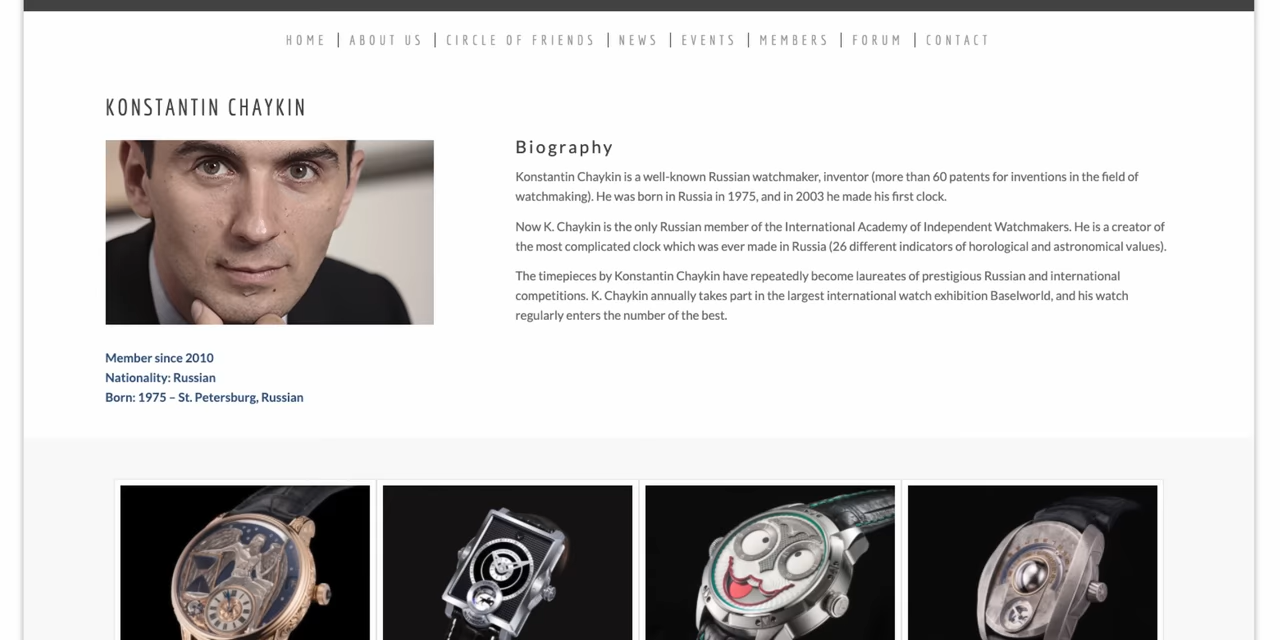 HOME | ABOUT US | CIRCLE OF FRIENDS | NEWS | EVENTS | MEMBERS | FORUM | CONTACT
KONSTANTIN CHAYKIN
Biography
Konstantin Chaykin is a well-known Russian watchmaker, inventor (more than 60 patents for inventions in the field of
watchmaking). He was born in Russia in 1975, and in 2003 he made his first clock.
Now K. Chaykin is the only Russian member of the International Academy of Independent Watchmakers. He is a creator of
the most complicated clock which was ever made in Russia (26 different indicators of horological and astronomical values).
The timepieces by Konstantin Chaykin have repeatedly become laureates of prestigious Russian and international
competitions. K. Chaykin annually takes part in the largest international watch exhibition Baselworld, and his watch
regularly enters the number of the best.
Member since 2010
Nationality: Russian
Born: 1975 – St. Petersburg, Russian